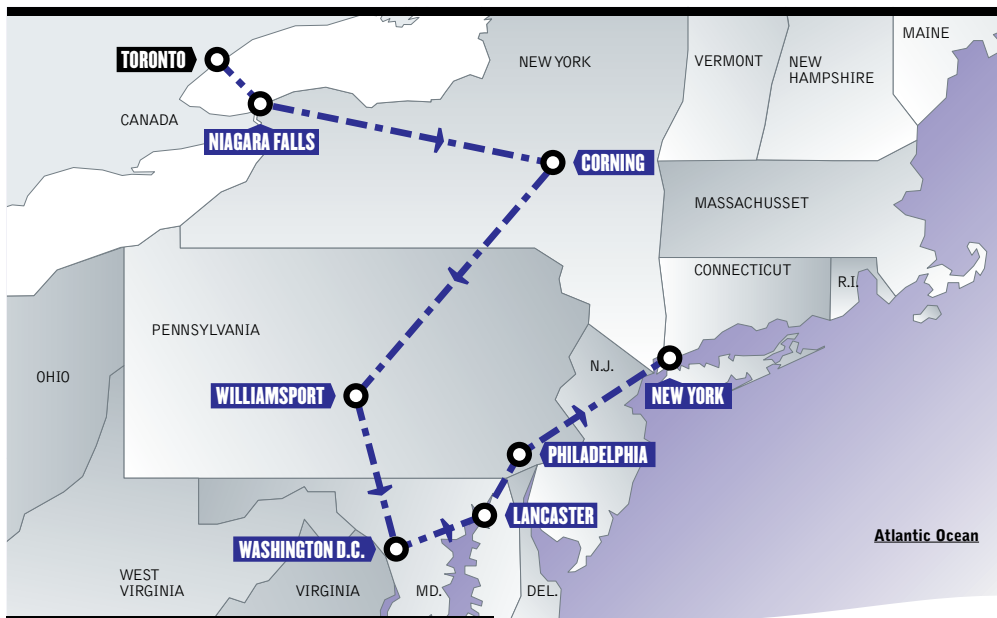 MAINE
TORONTO
NEW YORK
VERMONT
NEW
HAMPSHIRE
CANADA
NIAGARA FALLS
CORNING
MASSACHUSSET
CONNECTICUT
R.I.
PENNSYLVANIA
OHIO
N.J.
WILLIAMSPORT
NEW YORK
PHILADELPHIA
LANCASTER
Atlantic Ocean
WASHINGTON D.C.
WEST
VIRGINIA
VIRGINIA
MD.
DEL.